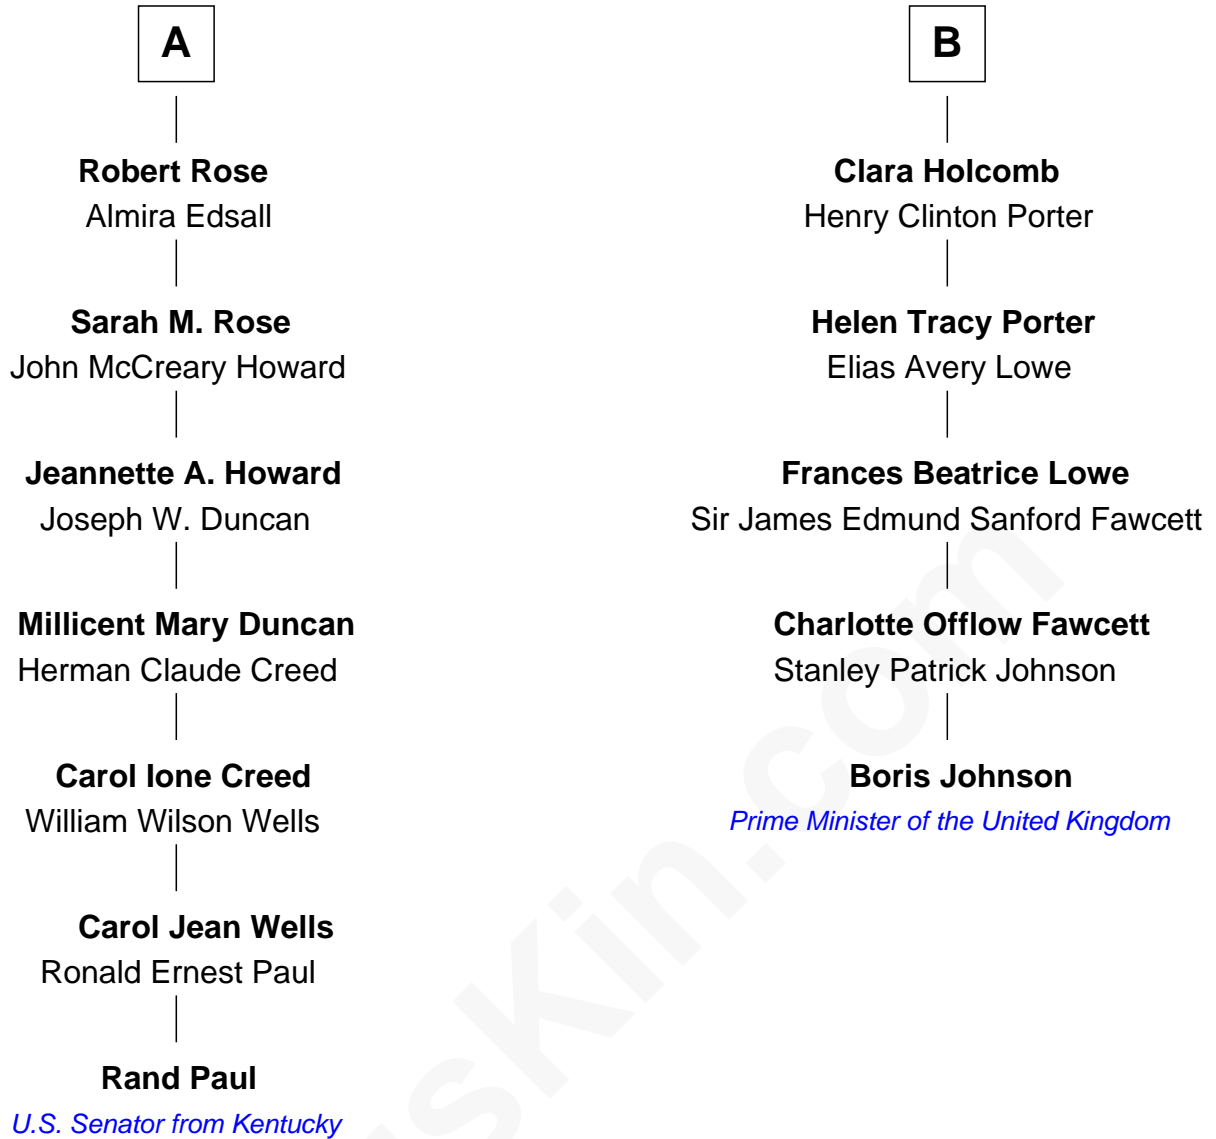 A
Robert Rose
Almira Edsall
Sarah M. Rose
John McCreary Howard
Jeannette A. Howard
Joseph W. Duncan
Millicent Mary Duncan
Herman Claude Creed
Carol Ione Creed
William Wilson Wells
Carol Jean Wells
Ronald Ernest Paul
Rand Paul
U.S. Senator from Kentucky
B
Clara Holcomb
Henry Clinton Porter
Helen Tracy Porter
Elias Avery Lowe
Frances Beatrice Lowe
Sir James Edmund Sanford Fawcett
Charlotte Offlow Fawcett
Stanley Patrick Johnson
Boris Johnson
Prime Minister of the United Kingdom